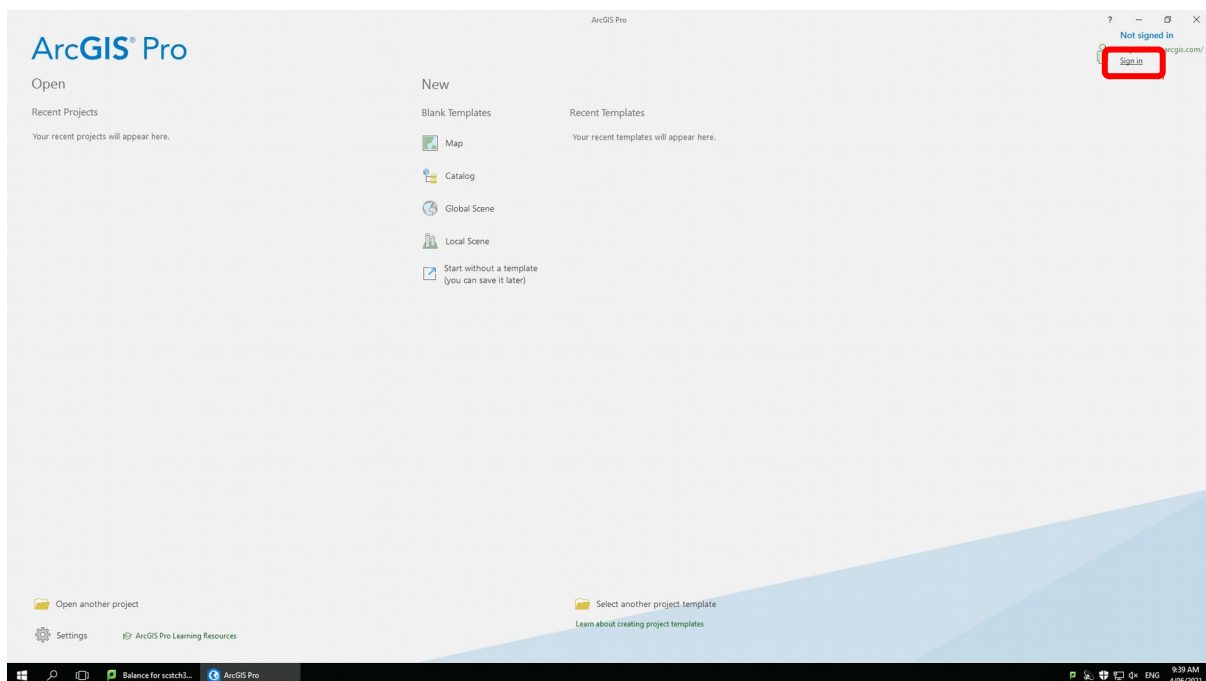 ArcGIS Pro
?
Not signed in
arcgis.com/
Sign in
ArcGIS® Pro
Open
Recent Projects
Your recent projects will appear here.
New
Blank Templates
Map
Catalog
Global Scene
Local Scene
Start without a template
(you can save it later)
Recent Templates
Your recent templates will appear here.
Open another project
Settings
ArcGIS Pro Learning Resources
Select another project template
Learn about creating project templates
Balance for scstch3...
ArcGIS Pro
ENG
9:39 AM
4/06/2021